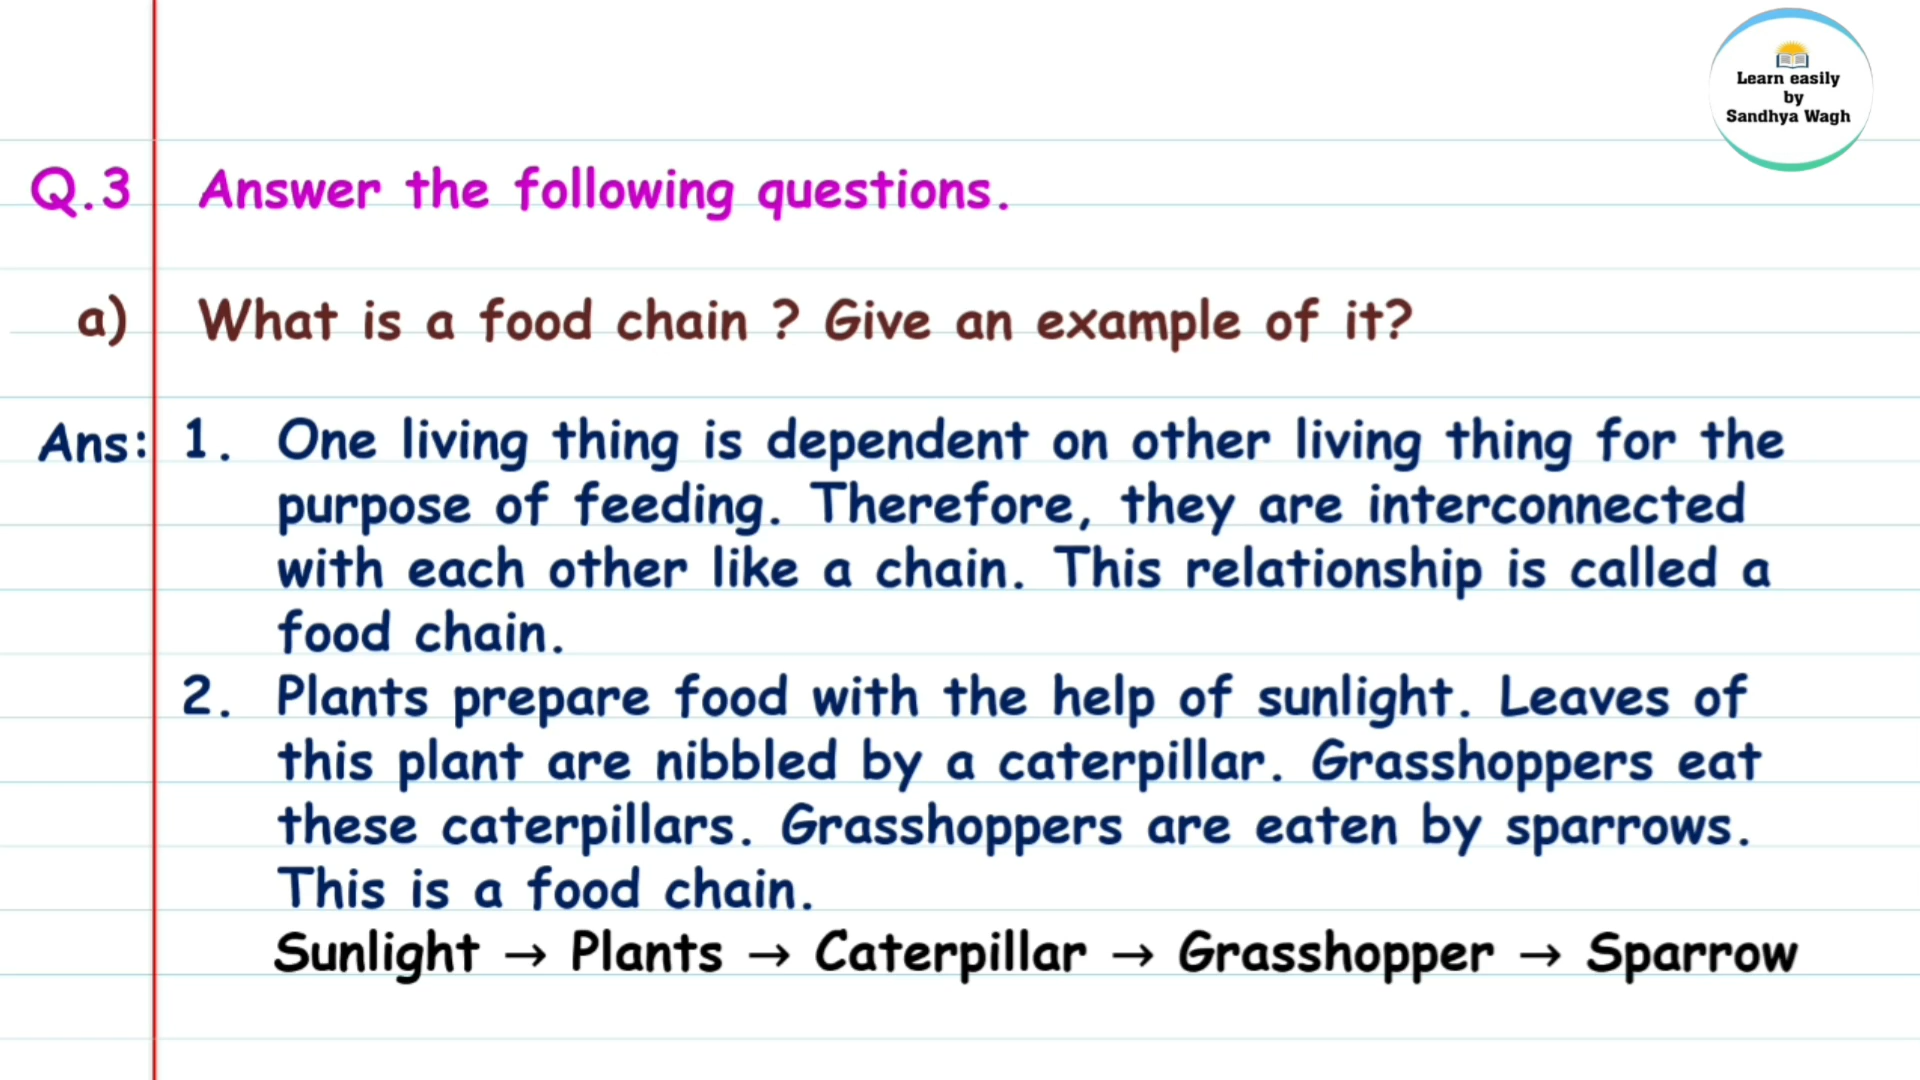 Learn easily
by
Sandhya Wagh
Q.3 Answer the following questions.
a) What is a food chain ? Give an example of it?
Ans: 1. One living thing is dependent on other living thing for the
purpose of feeding. Therefore, they are interconnected
with each other like a chain. This relationship is called a
food chain.
2. Plants prepare food with the help of sunlight. Leaves of
this plant are nibbled by a caterpillar. Grasshoppers eat
these caterpillars. Grasshoppers are eaten by sparrows.
This is a food chain.
Sunlight → Plants → Caterpillar → Grasshopper → Sparrow